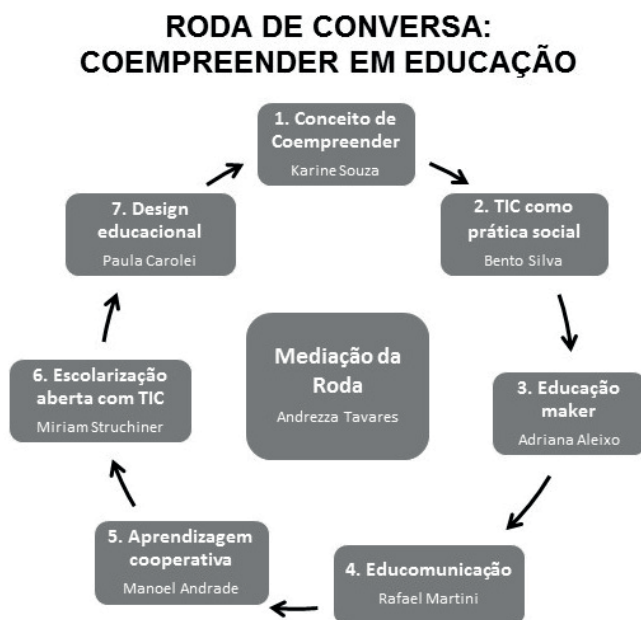 RODA DE CONVERSA:
COEMPREENDER EM EDUCAÇÃO
1. Conceito de
Coempreender
Karine Souza
2. TIC como
prática social
Bento Silva
3. Educação
maker
Adriana Aleixo
4. Educomunicação
Rafael Martini
5. Aprendizagem
cooperativa
Manoel Andrade
6. Escolarização
aberta com TIC
Miriam Struchiner
7. Design
educacional
Paula Carolei
Mediação da
Roda
Andrezza Tavares